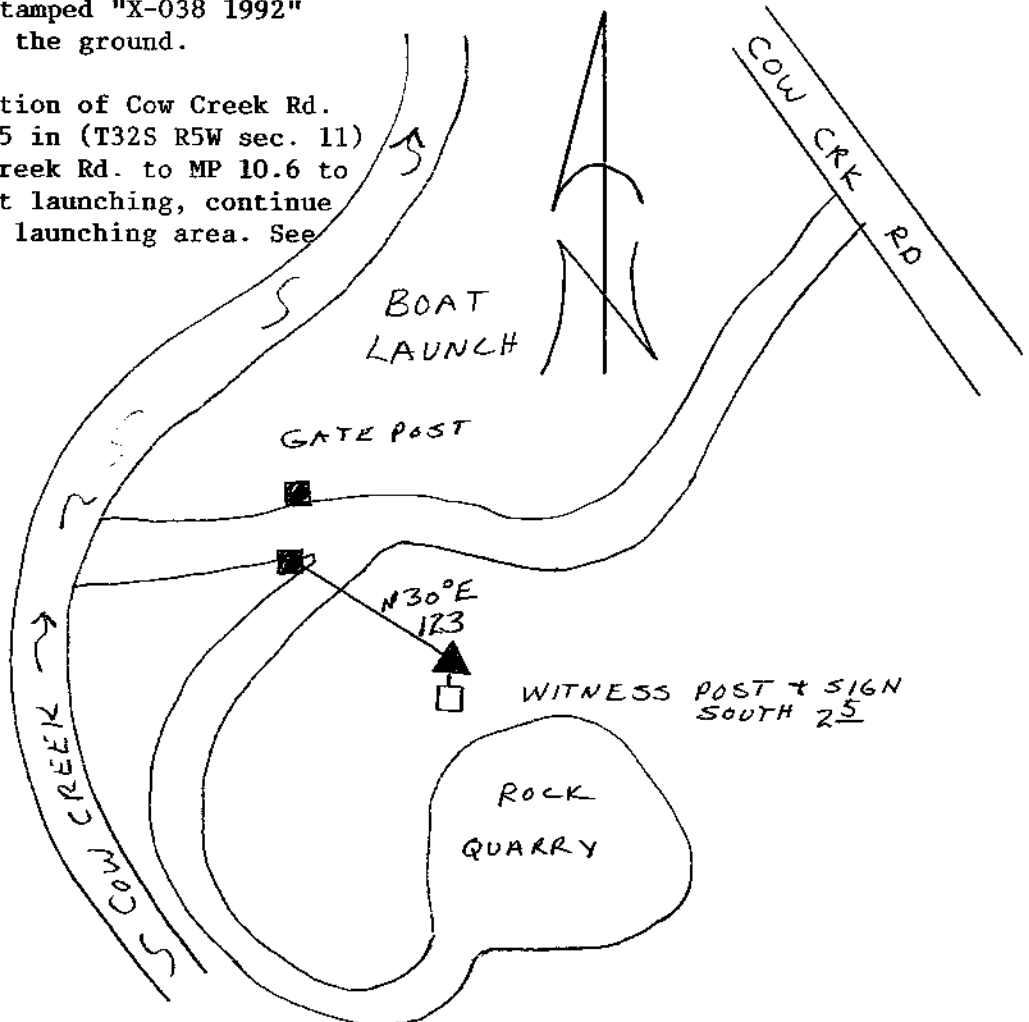 tamped "X-038 1992"
the ground.
tion of Cow Creek Rd.
5 in (T32S R5W sec. 11)
reek Rd. to MP 10.6 to
t launching, continue
launching area. See
COW CRK RD
BOAT
LAUNCH
GATE POST
N30°E
123
WITNESS POST + SIGN
SOUTH 25
ROCK
QUARRY
COW CREEK